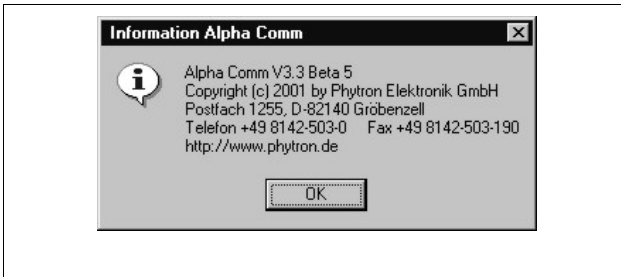 Information Alpha Comm
Alpha Comm V3.3 Beta 5
Copyright (c) 2001 by Phytron Elektronik GmbH
Postfach 1255, D-82140 Gröbenzell
Telefon +49 8142-503-0 Fax +49 8142-503-190
http://www.phytron.de
OK